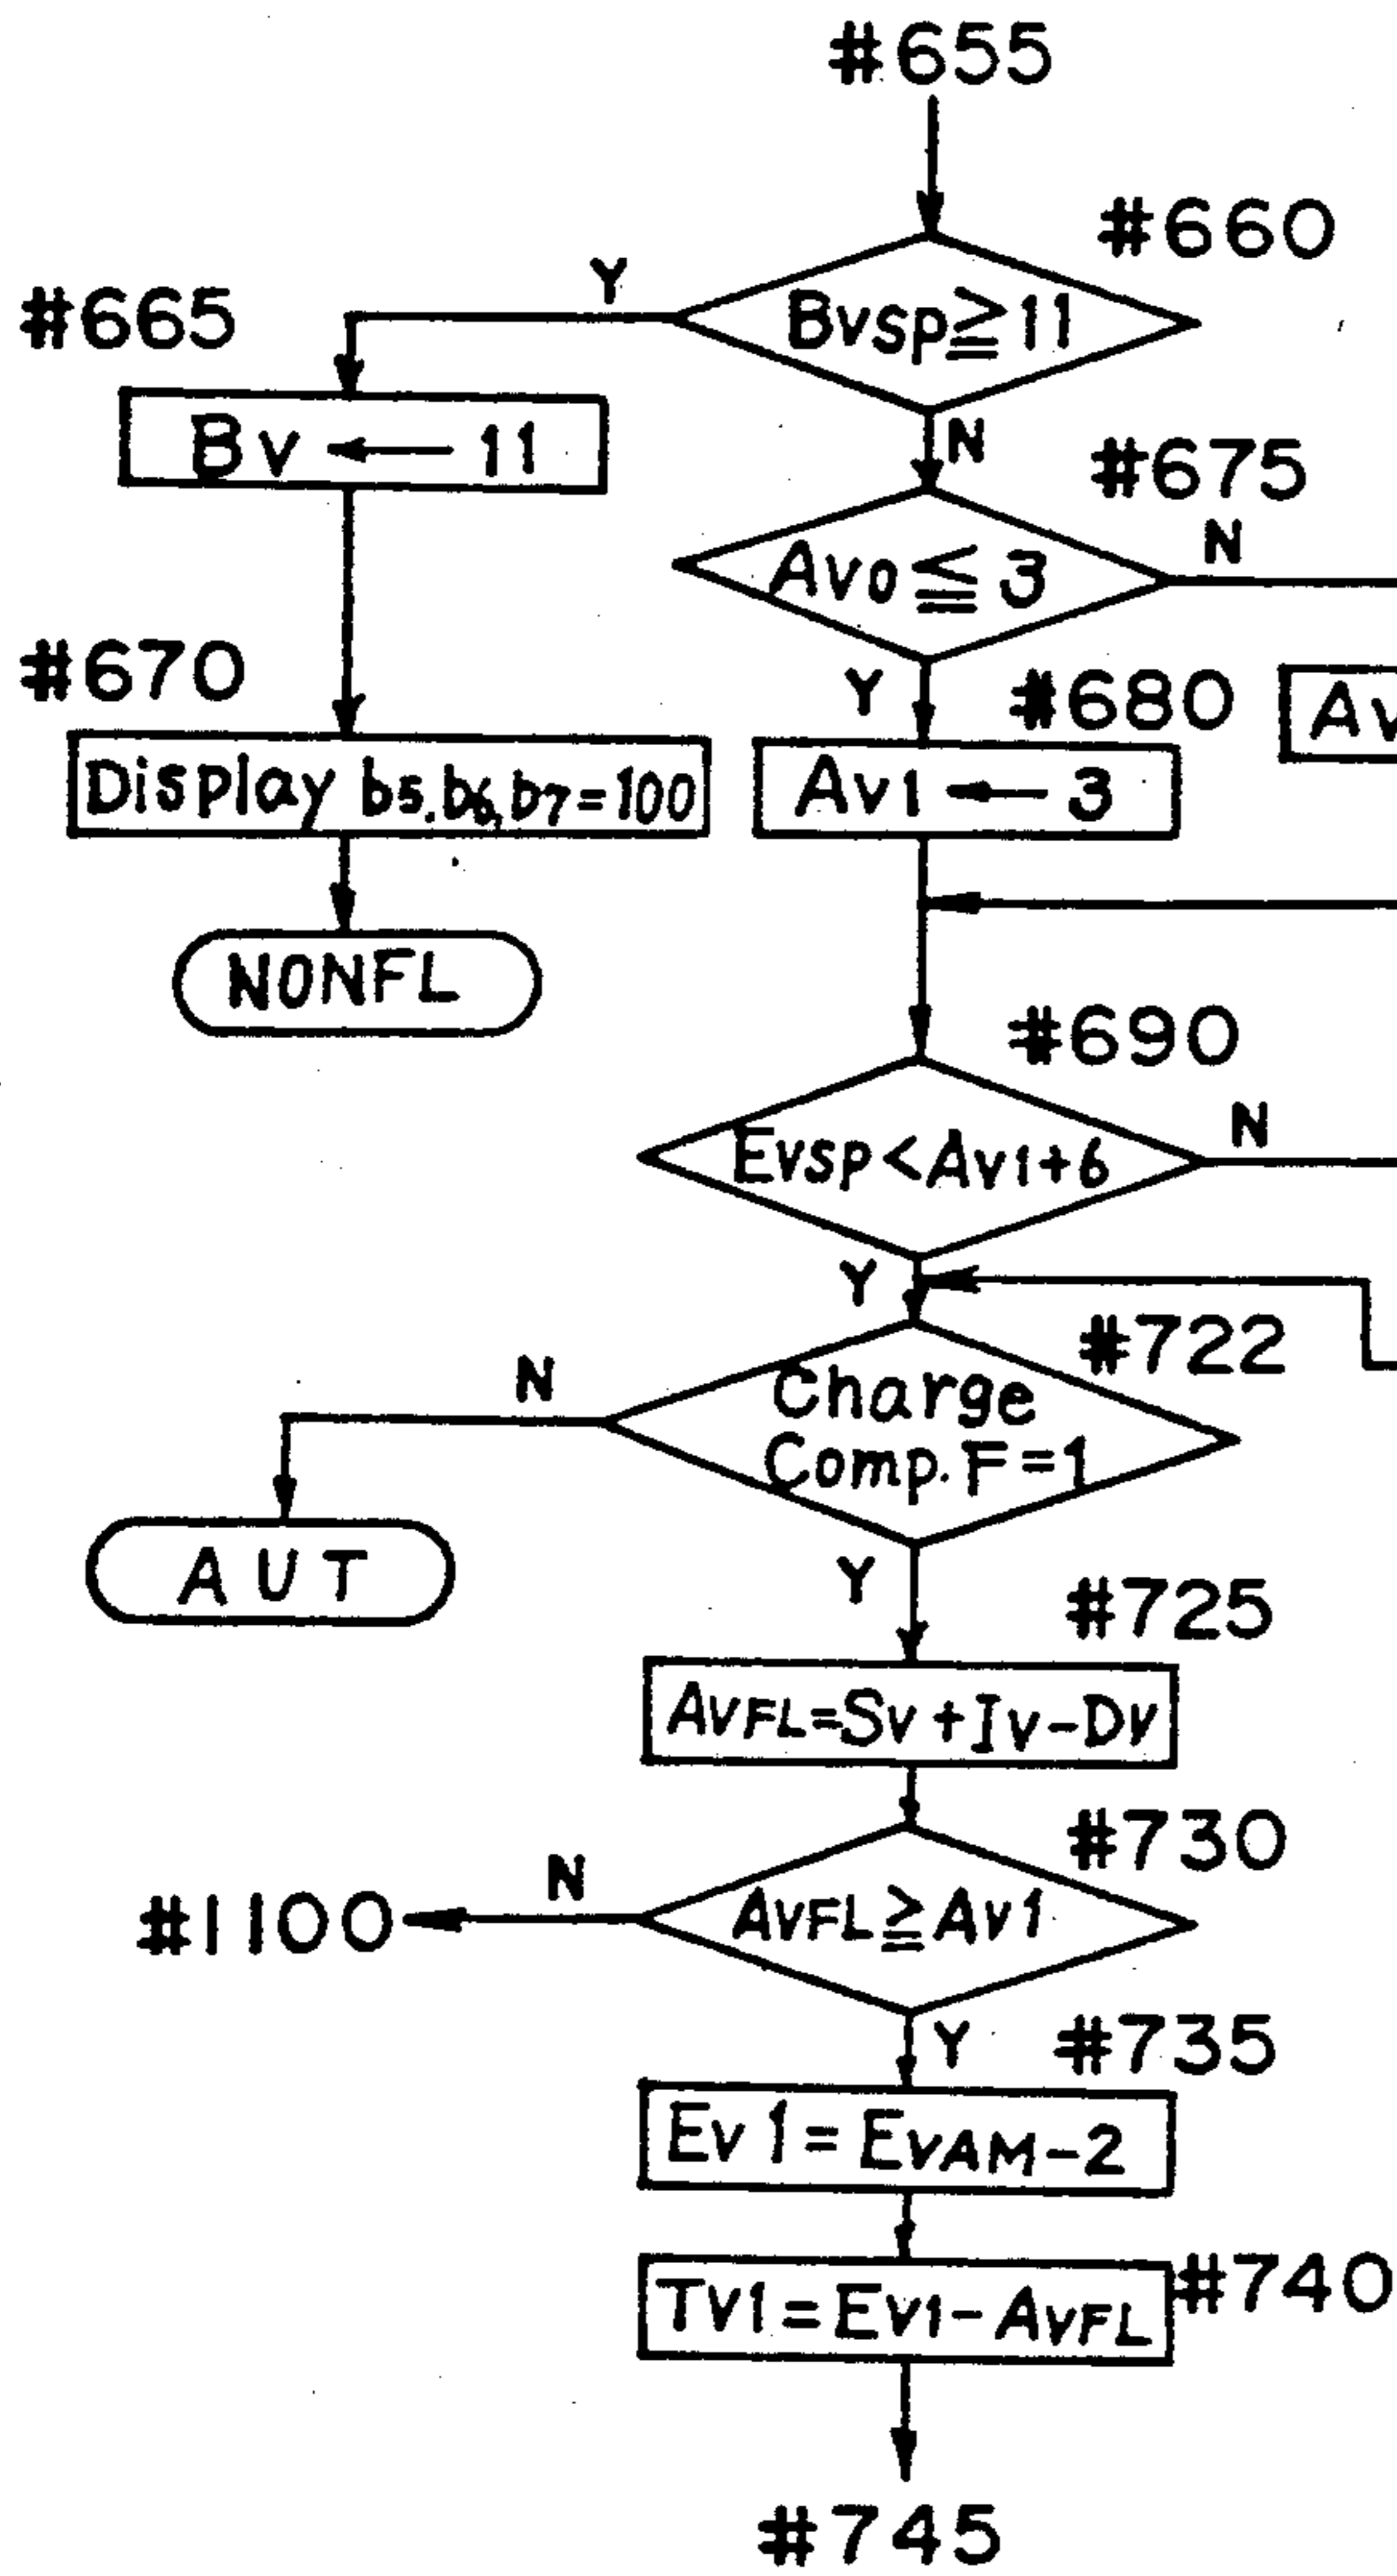 #655
#660
Bvsp≧11
Y
N
#665
Bv ← 11
#670
Display b5.b6,b7=100
NONFL
#675
Avo ≦ 3
N
Y
#680
Av1 ← 3
Av
#690
Evsp<Av1+6
N
Y
#722
Charge
Comp.F=1
N
AUT
Y
#725
AvFL=Sv+Iv-Dv
#730
AvFL≧Av1
N
#1100
Y
#735
Ev1=EvAM-2
#740
Tv1=Ev1-AvFL
#745